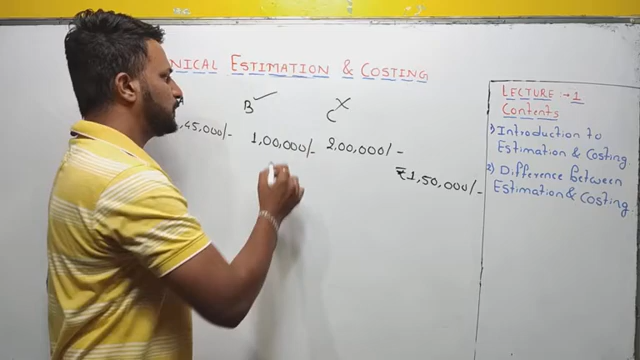 NICAL ESTIMATION & COSTING
B ✓ C X
,45,000/- 1,00,000/- 2,00,000/-
₹1,50,000/-
LECTURE :- 1
Contents
1) Introduction to
Estimation & Costing
2) Difference Between
Estimation & Costing